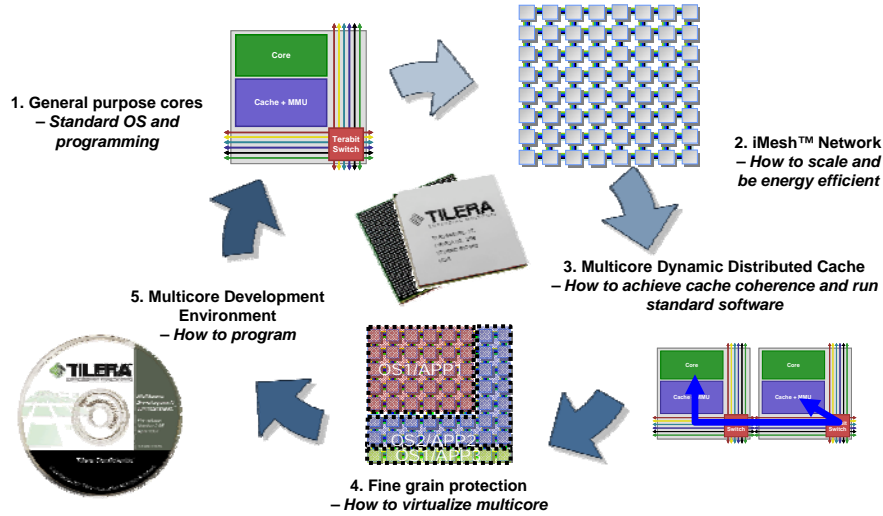 Core
Cache + MMU
Terabit
Switch
1. General purpose cores
– Standard OS and
programming
2. iMesh™ Network
– How to scale and
be energy efficient
TILERA
3. Multicore Dynamic Distributed Cache
– How to achieve cache coherence and run
standard software
5. Multicore Development
Environment
– How to program
TILERA
OS1/APP1
OS2/APP2
OS1/APP3
Core
Core
Cache + MMU
Switch
Switch
4. Fine grain protection
– How to virtualize multicore